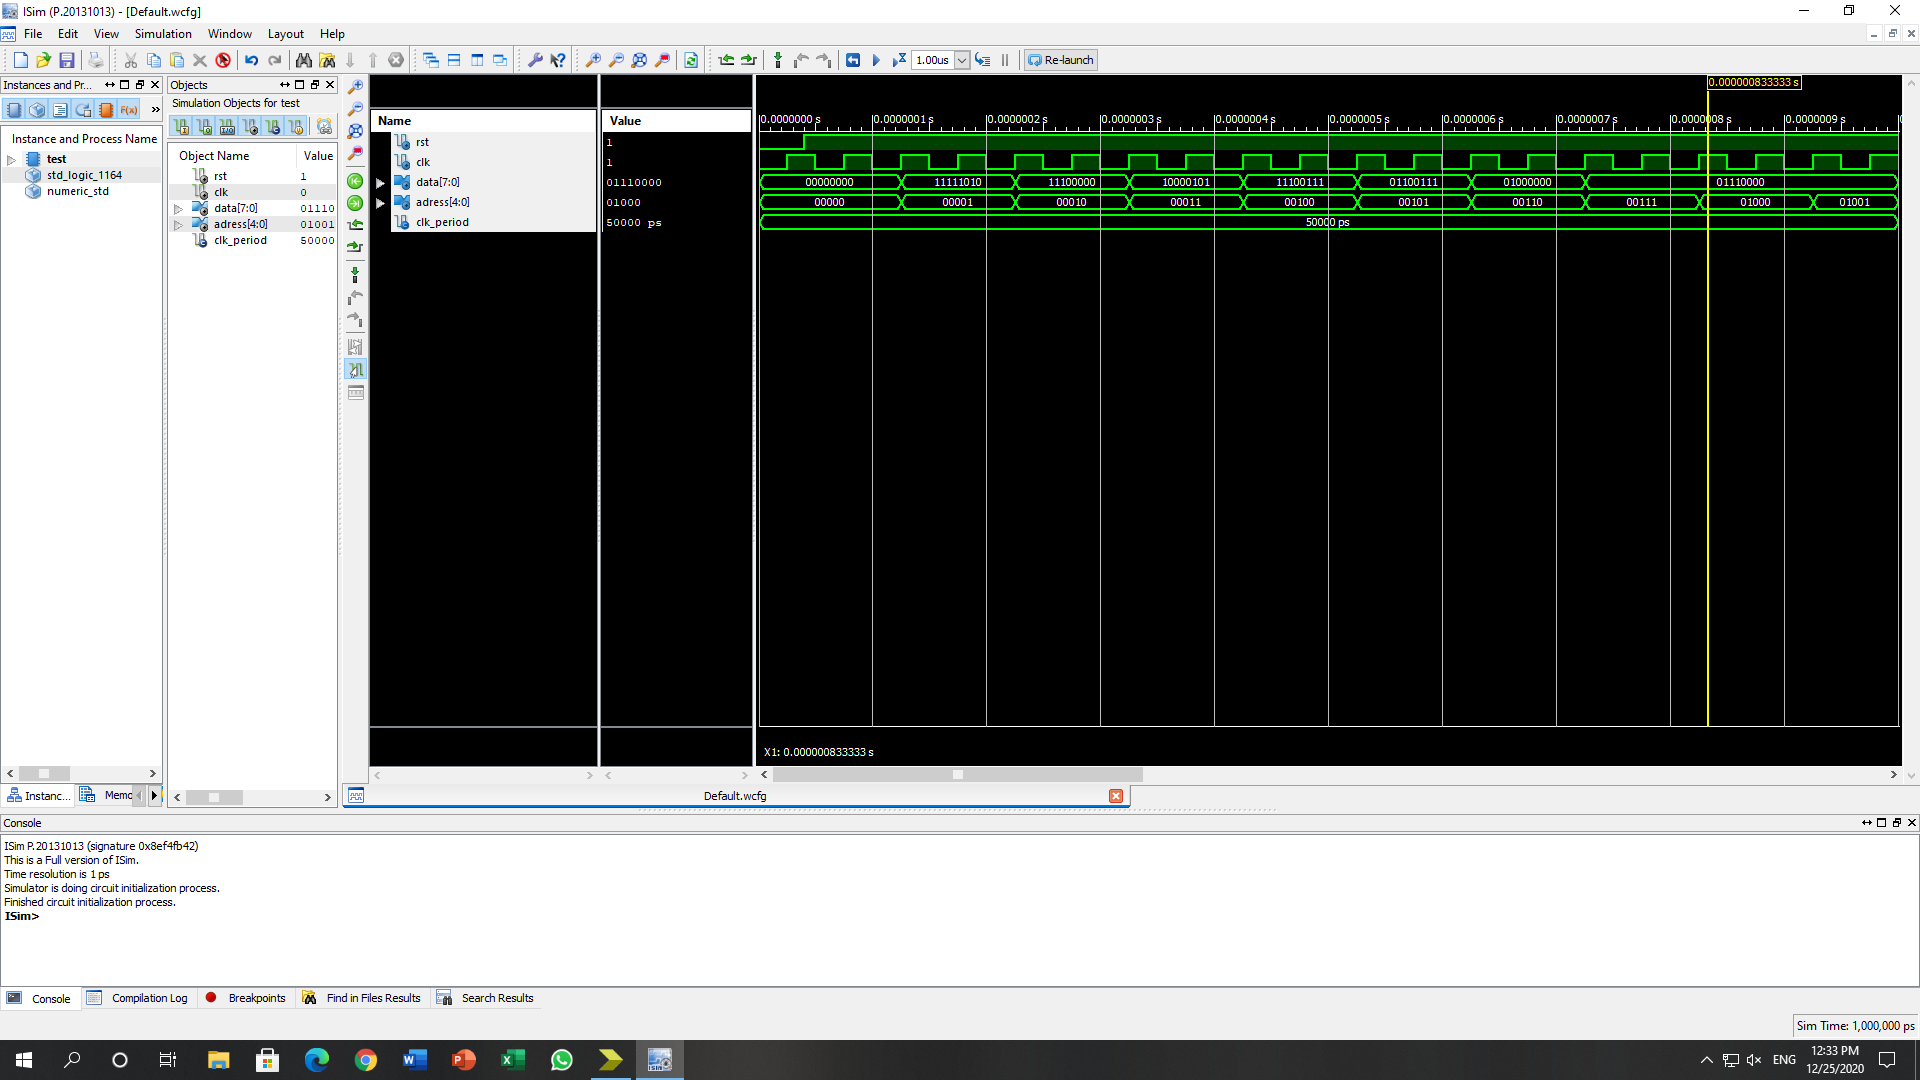 ISim (P.20131013) - [Default.wcfg]
File Edit View Simulation Window Layout Help
1.00us
Re-launch
Instances and Pr...
Instance and Process Name
test
std_logic_1164
numeric_std
Instanc...
Memo
Objects
Simulation Objects for test
Object Name Value
rst 1
clk 0
data[7:0] 01110
adress[4:0] 01001
clk_period 50000
Name Value
rst 1
clk 1
data[7:0] 01110000
adress[4:0] 01000
clk_period 50000 ps
0.000000833333 s
0.0000000 s 0.0000001 s 0.0000002 s 0.0000003 s 0.0000004 s 0.0000005 s 0.0000006 s 0.0000007 s 0.0000008 s 0.0000009 s
00000000 11111010 11100000 10000101 11100111 01100111 01000000 01110000
00000 00001 00010 00011 00100 00101 00110 00111 01000 01001
50000 ps
X1: 0.000000833333 s
Default.wcfg
Console
ISim P.20131013 (signature 0x8ef4fb42)
This is a Full version of ISim.
Time resolution is 1 ps
Simulator is doing circuit initialization process.
Finished circuit initialization process.
ISim>
Console Compilation Log Breakpoints Find in Files Results Search Results
Sim Time: 1,000,000 ps
ENG
12:33 PM
12/25/2020